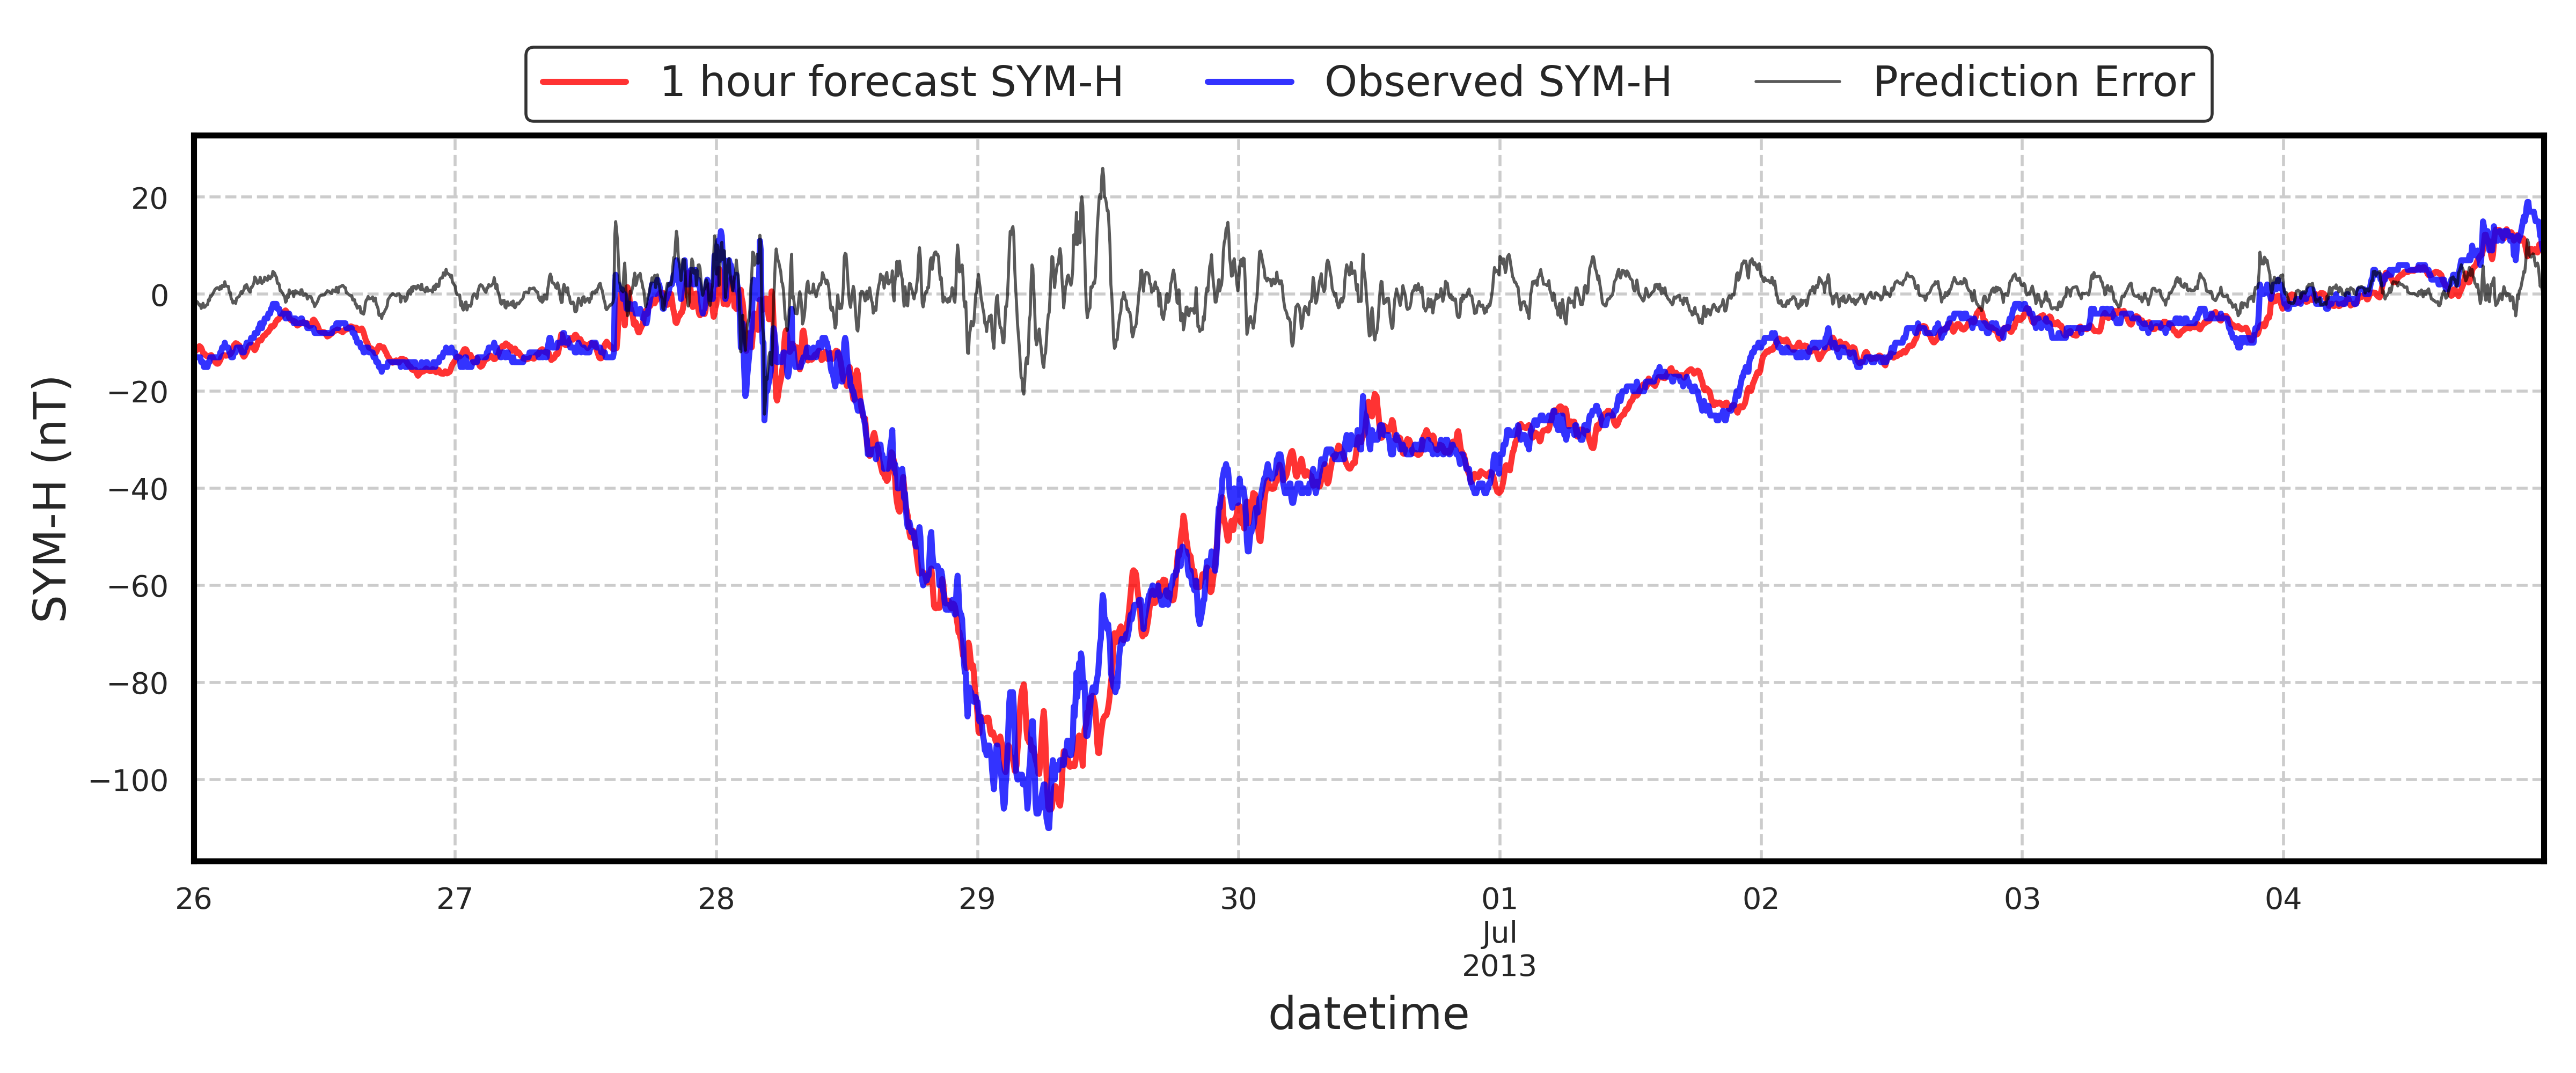 1 hour forecast SYM-H
Observed SYM-H
Prediction Error
SYM-H (nT)
20
0
−20
−40
−60
−80
−100
26
27
28
29
30
01
02
03
04
Jul
2013
datetime